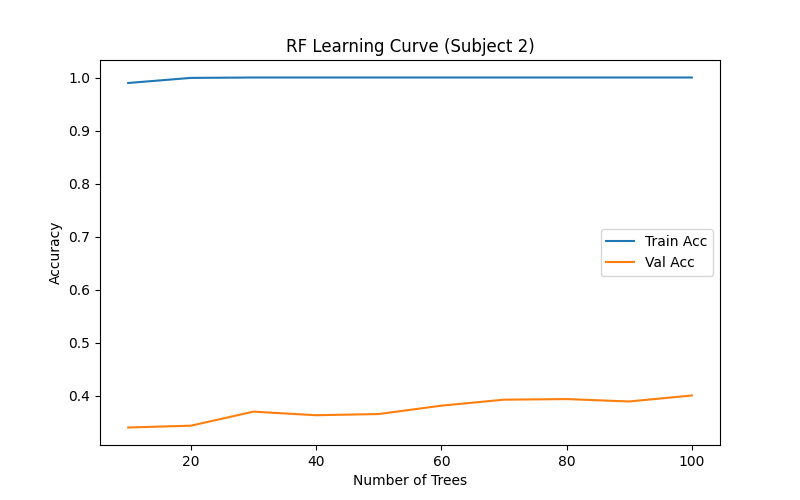 RF Learning Curve (Subject 2)
1.0
0.9
0.8
0.7
0.6
0.5
0.4
Accuracy
Train Acc
Val Acc
20
40
60
80
100
Number of Trees